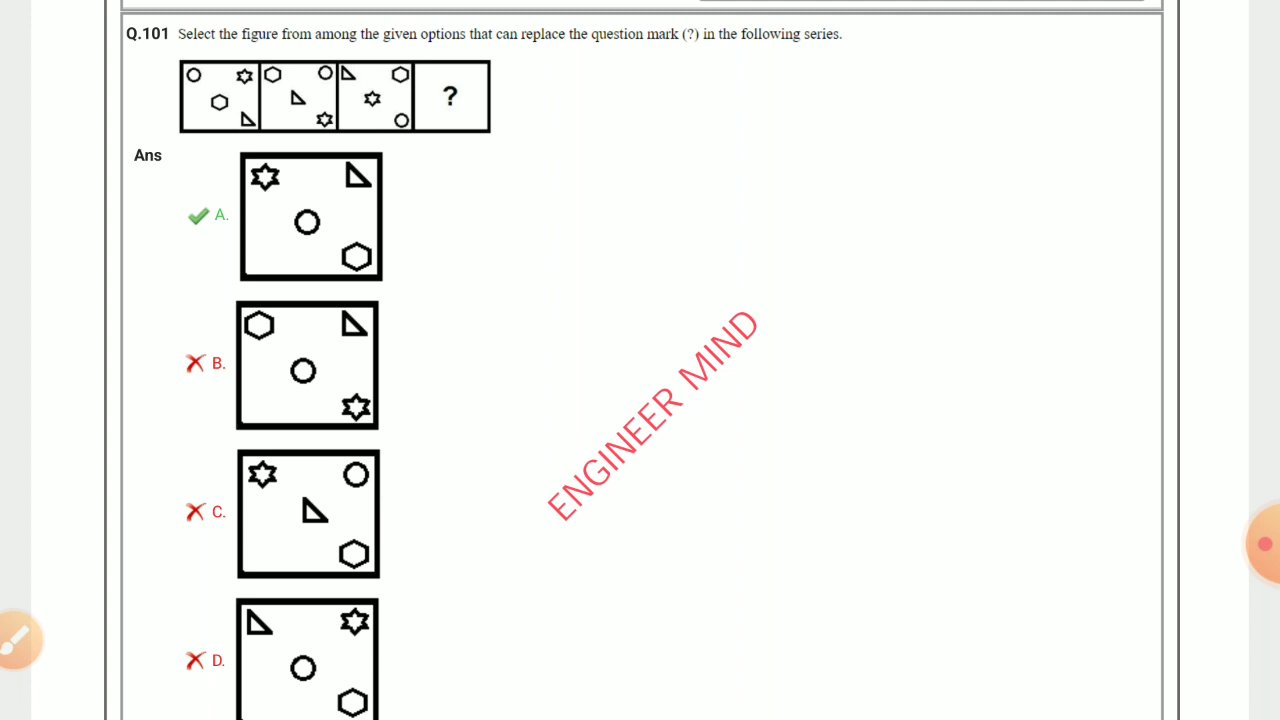 Q.101 Select the figure from among the given options that can replace the question mark (?) in the following series.
?
Ans
A.
B.
C.
D.
ENGINEER MIND